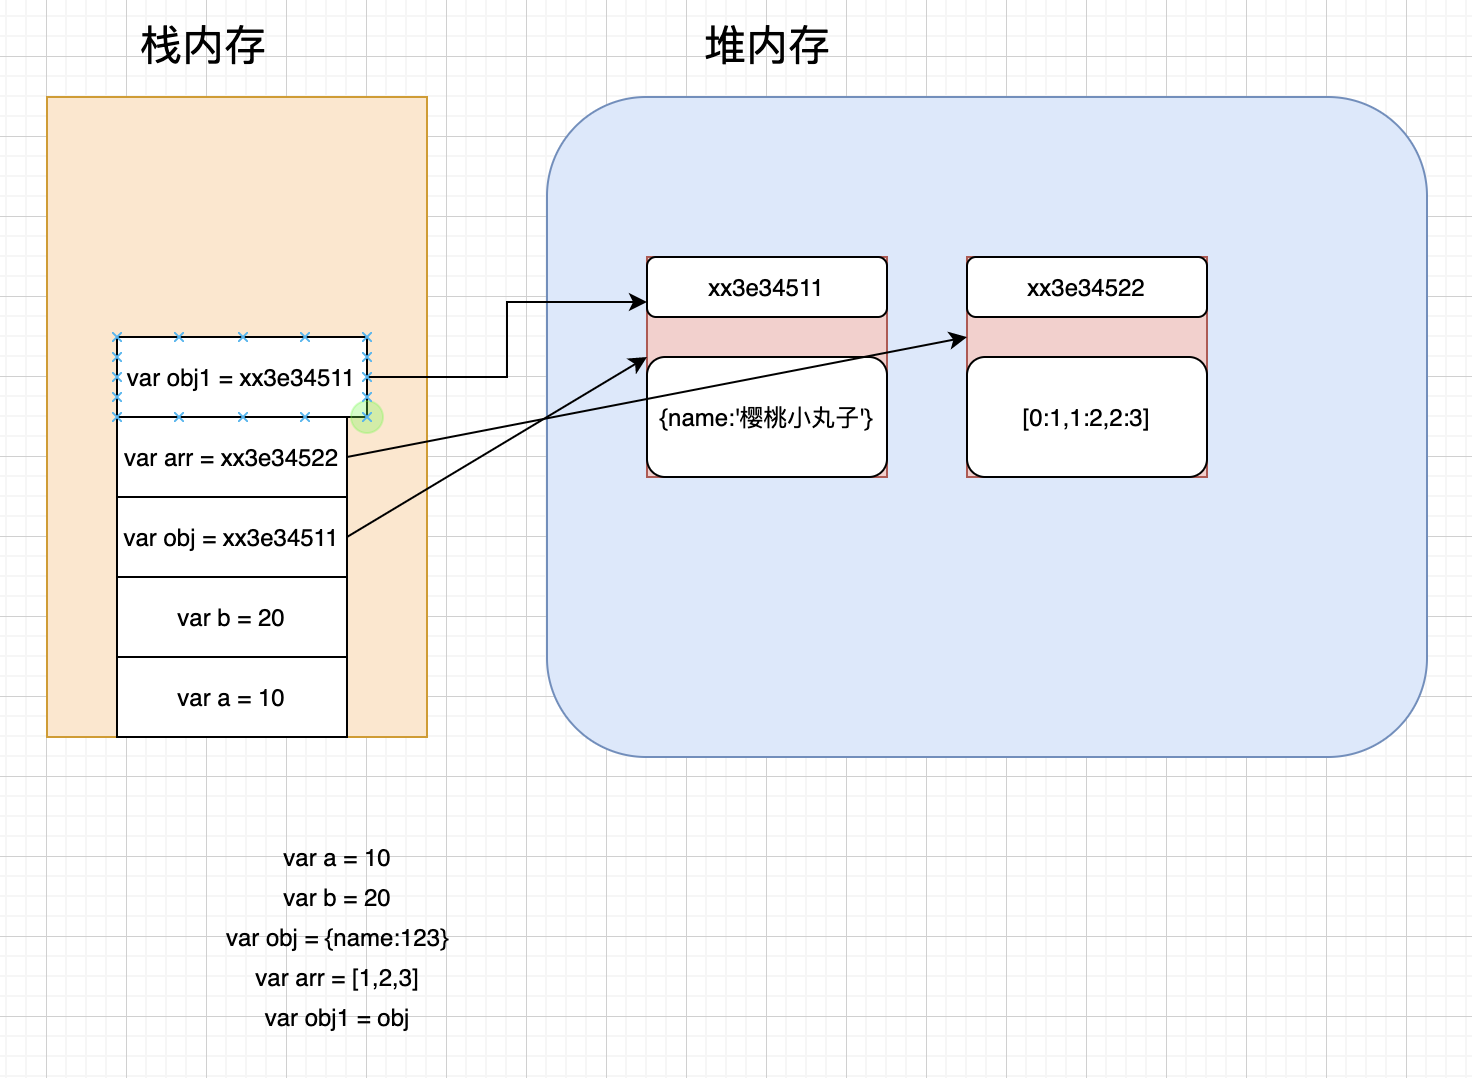 栈内存
堆内存
var obj1 = xx3e34511
var arr = xx3e34522
var obj = xx3e34511
var b = 20
var a = 10
xx3e34511
{name:'樱桃小丸子'}
xx3e34522
[0:1,1:2,2:3]
var a = 10
var b = 20
var obj = {name:123}
var arr = [1,2,3]
var obj1 = obj